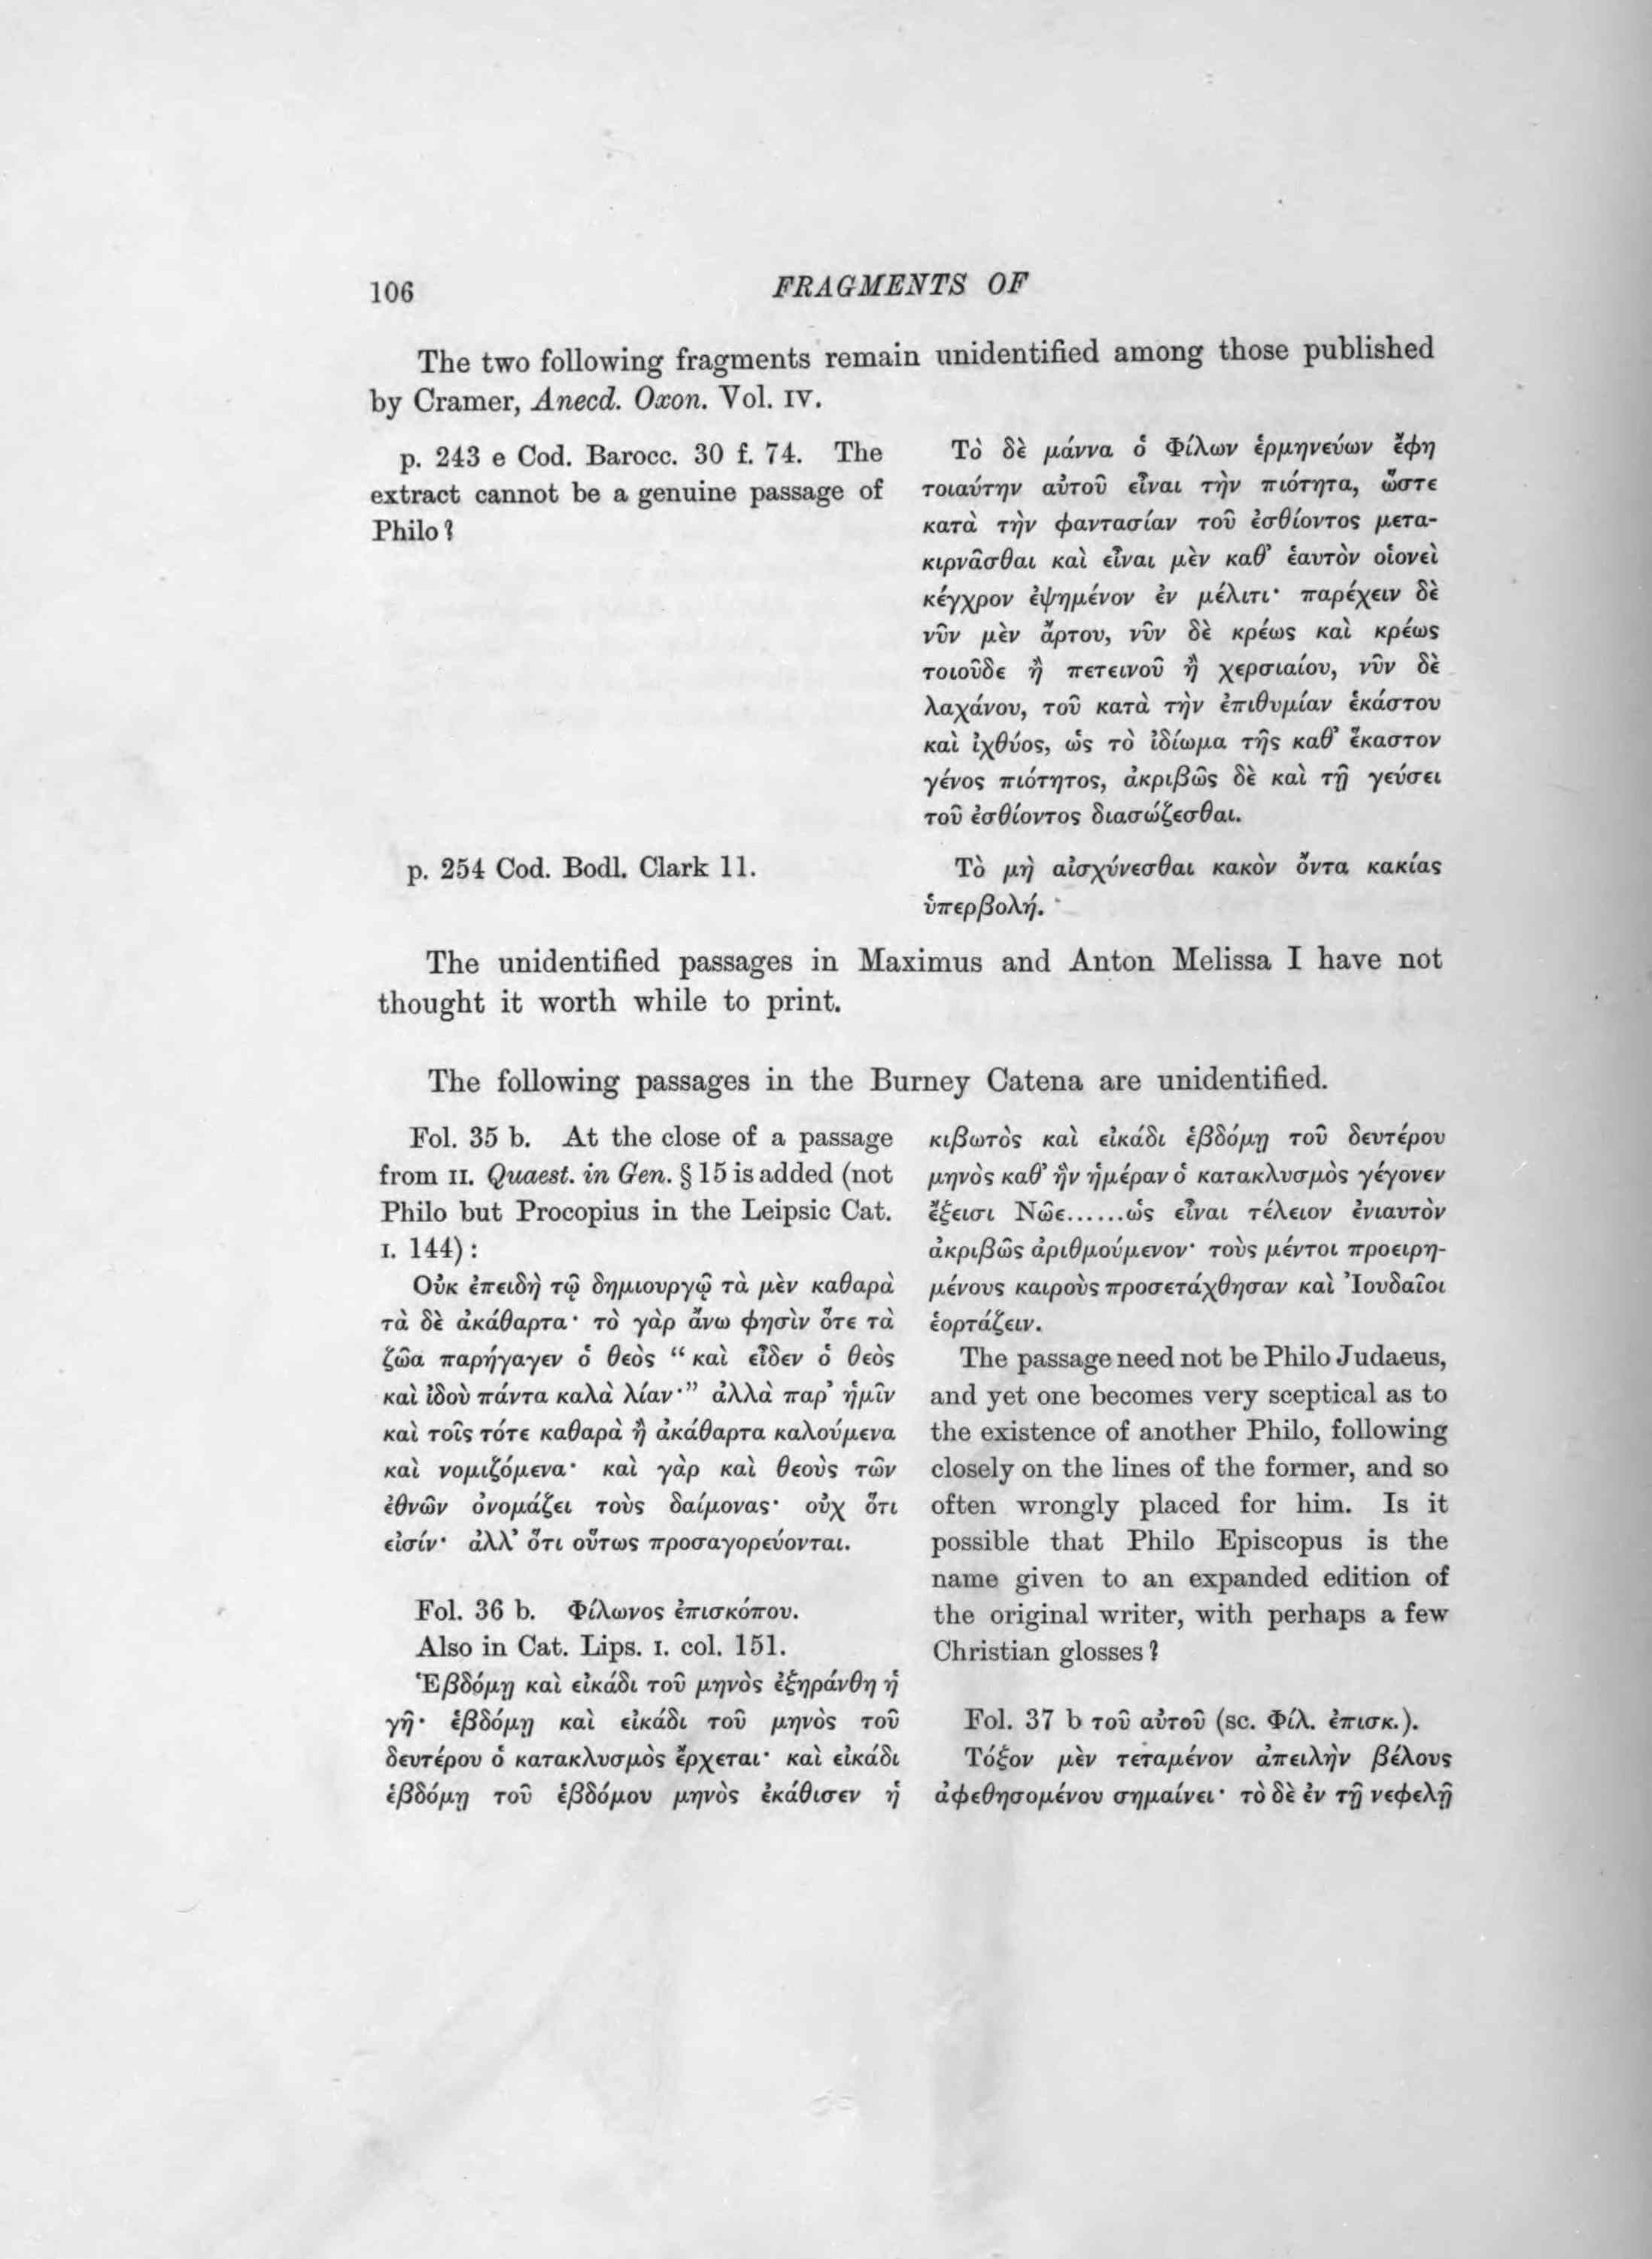 106
FRAGMENTS OF
The two following fragments remain unidentified among those published
by Cramer, Anecd. Oxon. Vol. IV.
p. 243 e Cod. Barocc. 30 f. 74. The
extract cannot be a genuine passage of
Philo?
Τὸ δὲ μάννα ὁ Φίλων ἑρμηνεύων ἔφη
τοιαύτην αὐτοῦ εἶναι τὴν πιότητα, ὥστε
κατὰ τὴν φαντασίαν τοῦ ἐσθίοντος μετα-
κιρνᾶσθαι καὶ εἶναι μὲν καθ’ ἑαυτὸν οἱονεὶ
κέγχρον ἐψημένον ἐν μέλιτι· παρέχειν δὲ
νῦν μὲν ἄρτου, νῦν δὲ κρέως καὶ κρέως
τοιοῦδε ἢ πετεινοῦ ἢ χερσιαίου, νῦν δὲ
λαχάνου, τοῦ κατὰ τὴν ἐπιθυμίαν ἑκάστου
καὶ ἰχθύος, ὡς τὸ ἰδίωμα τῆς καθ’ ἕκαστον
γένος πιότητος, ἀκριβῶς δὲ καὶ τῇ γεύσει
τοῦ ἐσθίοντος διασώζεσθαι.
p. 254 Cod. Bodl. Clark 11.
Τὸ μὴ αἰσχύνεσθαι κακὸν ὄντα κακίας
ὑπερβολή.
The unidentified passages in Maximus and Anton Melissa I have not
thought it worth while to print.
The following passages in the Burney Catena are unidentified.
Fol. 35 b. At the close of a passage
from II. Quaest. in Gen. § 15 is added (not
Philo but Procopius in the Leipsic Cat.
I. 144):
Οὐκ ἐπειδὴ τῷ δημιουργῷ τὰ μὲν καθαρὰ
τὰ δὲ ἀκάθαρτα· τὸ γὰρ ἄνω φησὶν ὅτε τὰ
ζῶα παρήγαγεν ὁ θεὸς “καὶ εἶδεν ὁ θεὸς
καὶ ἰδοὺ πάντα καλὰ λίαν·” ἀλλὰ παρ’ ἡμῖν
καὶ τοῖς τότε καθαρὰ ἢ ἀκάθαρτα καλούμενα
καὶ νομιζόμενα· καὶ γὰρ καὶ θεοὺς τῶν
ἐθνῶν ὀνομάζει τοὺς δαίμονας· οὐχ ὅτι
εἰσίν· ἀλλ’ ὅτι οὕτως προσαγορεύονται.
Fol. 36 b. Φίλωνος ἐπισκόπου.
Also in Cat. Lips. I. col. 151.
Ἑβδόμῃ καὶ εἰκάδι τοῦ μηνὸς ἐξηράνθη ἡ
γῆ· ἑβδόμῃ καὶ εἰκάδι τοῦ μηνὸς τοῦ
δευτέρου ὁ κατακλυσμὸς ἔρχεται· καὶ εἰκάδι
ἑβδόμῃ τοῦ ἑβδόμου μηνὸς ἐκάθισεν ἡ
κιβωτὸς καὶ εἰκάδι ἑβδόμῃ τοῦ δευτέρου
μηνὸς καθ’ ἣν ἡμέραν ὁ κατακλυσμὸς γέγονεν
ἔξεισι Νῶε......ὡς εἶναι τέλειον ἐνιαυτὸν
ἀκριβῶς ἀριθμούμενον· τοὺς μέντοι προειρη-
μένους καιροὺς προσετάχθησαν καὶ Ἰουδαῖοι
ἑορτάζειν.
The passage need not be Philo Judaeus,
and yet one becomes very sceptical as to
the existence of another Philo, following
closely on the lines of the former, and so
often wrongly placed for him. Is it
possible that Philo Episcopus is the
name given to an expanded edition of
the original writer, with perhaps a few
Christian glosses?
Fol. 37 b τοῦ αὐτοῦ (sc. Φίλ. ἐπισκ.).
Τόξον μὲν τεταμένον ἀπειλὴν βέλους
ἀφεθησομένου σημαίνει· τὸ δὲ ἐν τῇ νεφελῇ